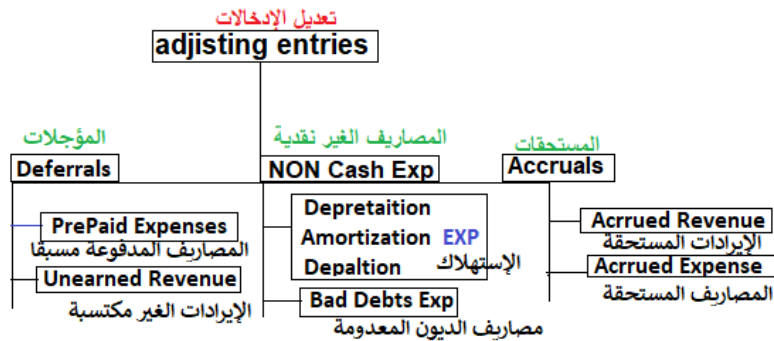 تعديل الإدخالات
adjisting entries
المؤجلات
Deferrals
المصاريف الغير نقدية
NON Cash Exp
المستحقات
Accruals
PrePaid Expenses
المصاريف المدفوعة مسبقا
Unearned Revenue
الإيرادات الغير مكتسبة
Depretaition
Amortization EXP
Depaltion
الإستهلاك
Bad Debts Exp
مصاريف الديون المعدومة
Acrrued Revenue
الإيرادات المستحقة
Acrrued Expense
المصاريف المستحقة